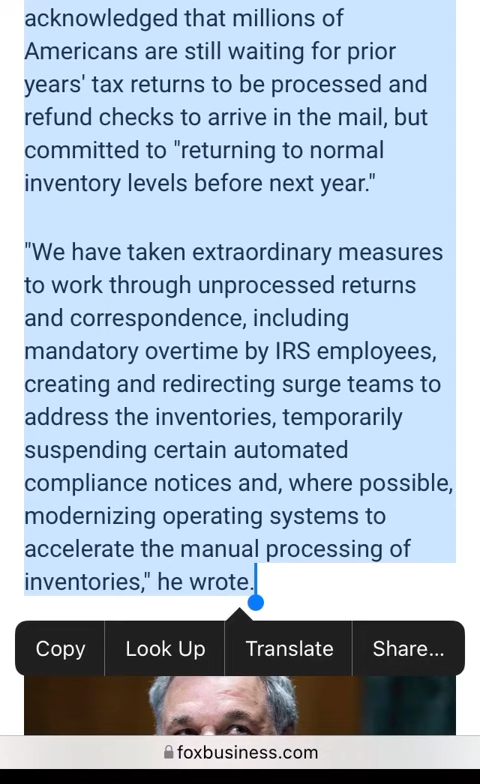 acknowledged that millions of
Americans are still waiting for prior
years' tax returns to be processed and
refund checks to arrive in the mail, but
committed to "returning to normal
inventory levels before next year."
"We have taken extraordinary measures
to work through unprocessed returns
and correspondence, including
mandatory overtime by IRS employees,
creating and redirecting surge teams to
address the inventories, temporarily
suspending certain automated
compliance notices and, where possible,
modernizing operating systems to
accelerate the manual processing of
inventories," he wrote.
Copy Look Up Translate Share...
foxbusiness.com